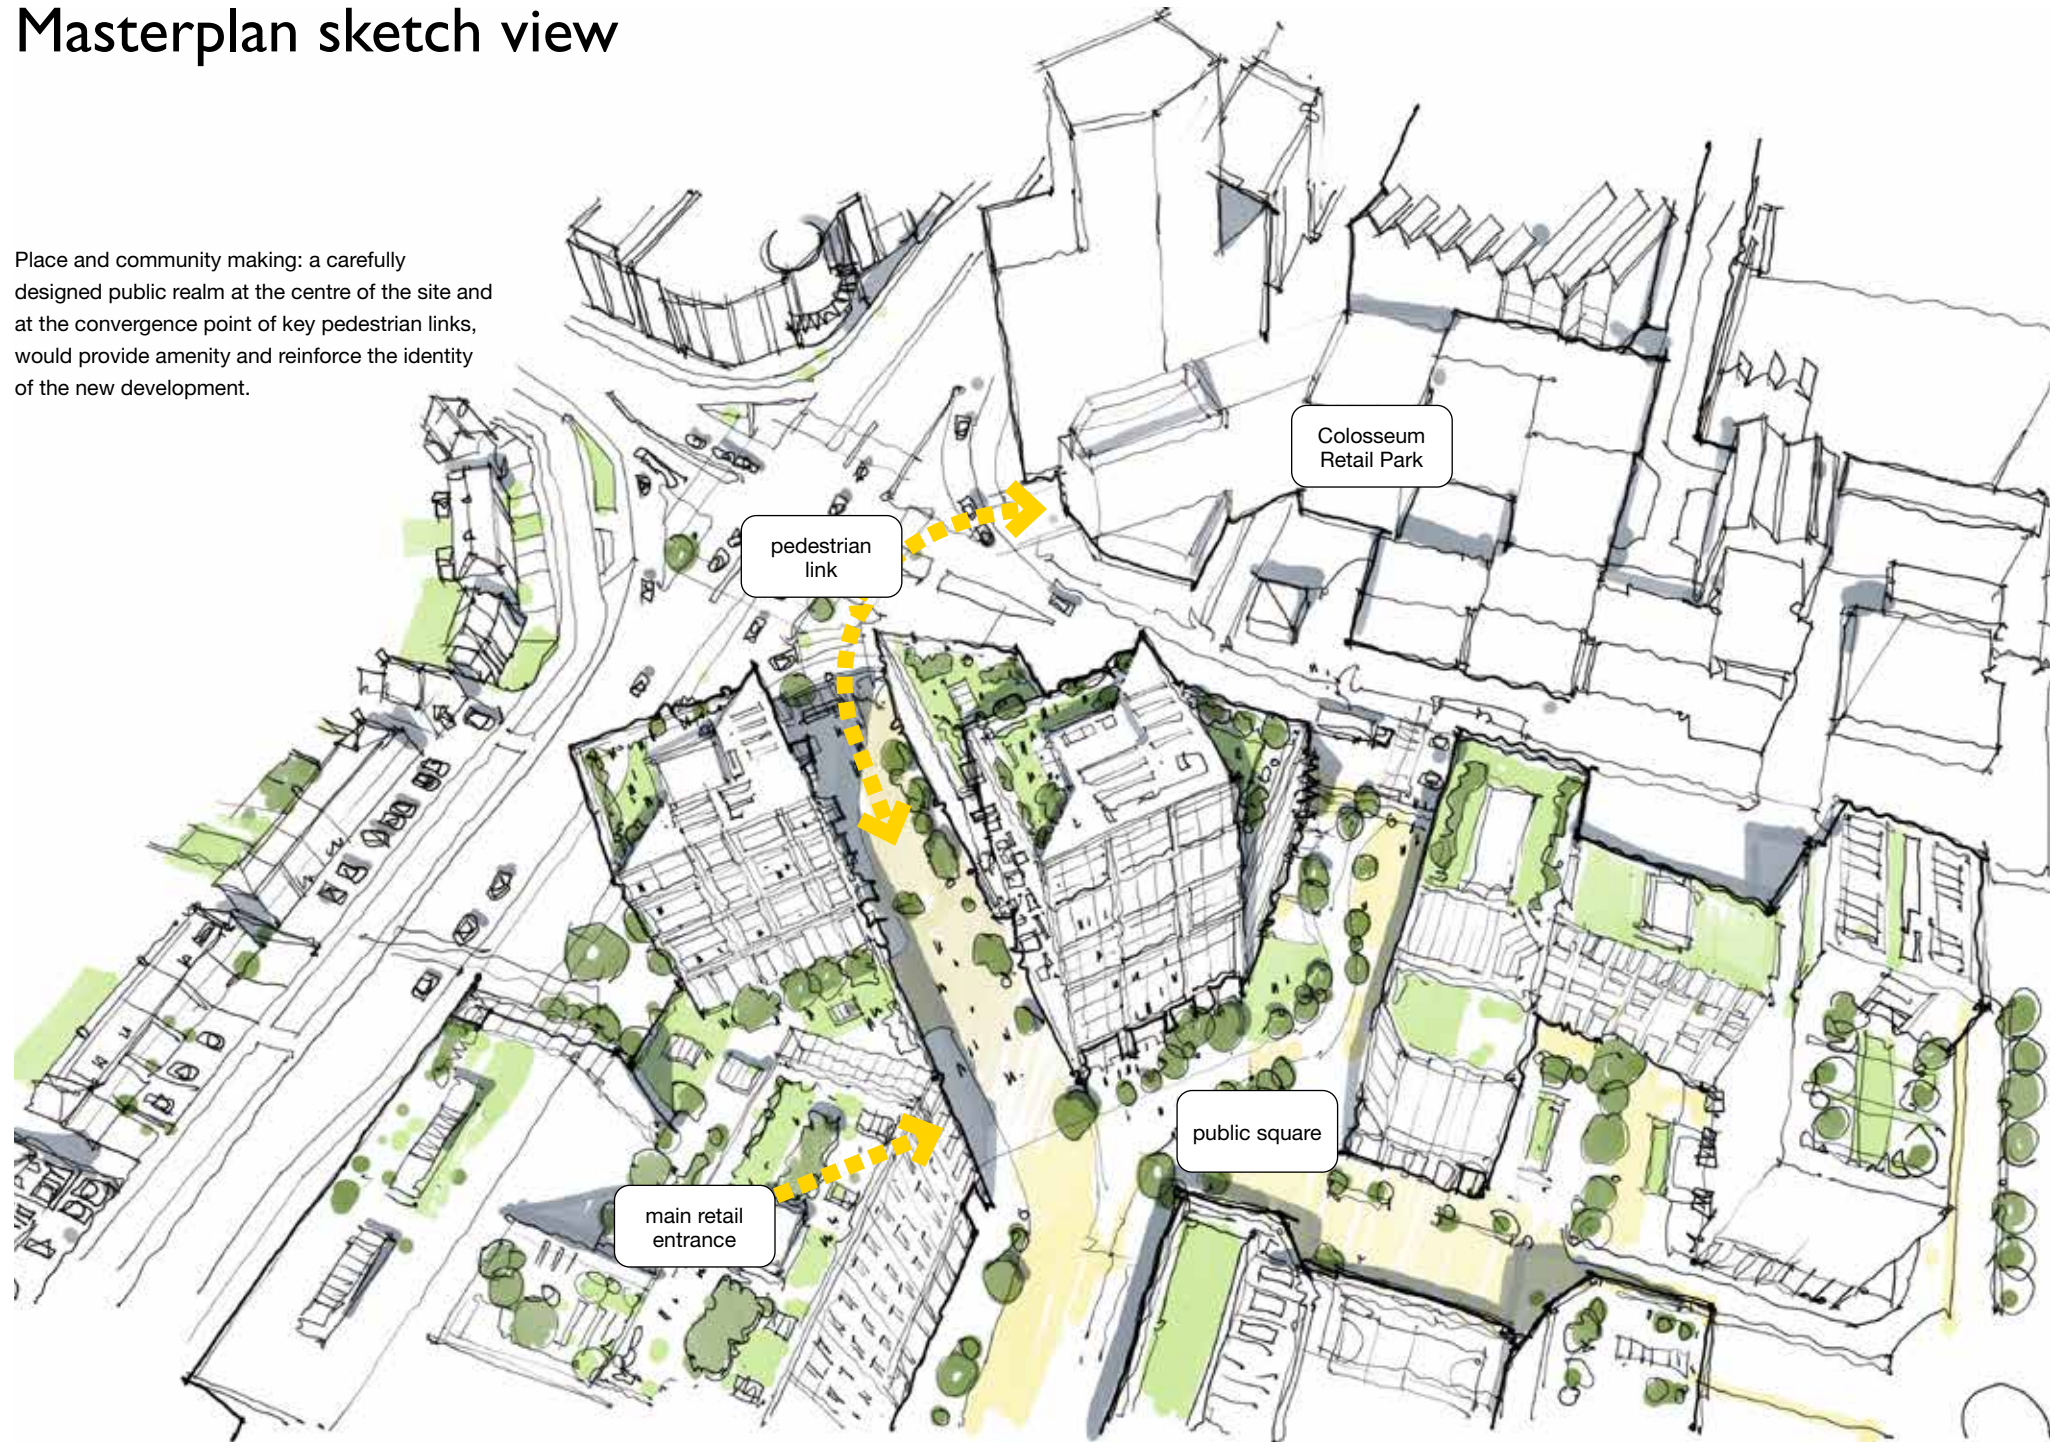 Masterplan sketch view
Place and community making: a carefully
designed public realm at the centre of the site and
at the convergence point of key pedestrian links,
would provide amenity and reinforce the identity
of the new development.
Colosseum
Retail Park
pedestrian
link
public square
main retail
entrance